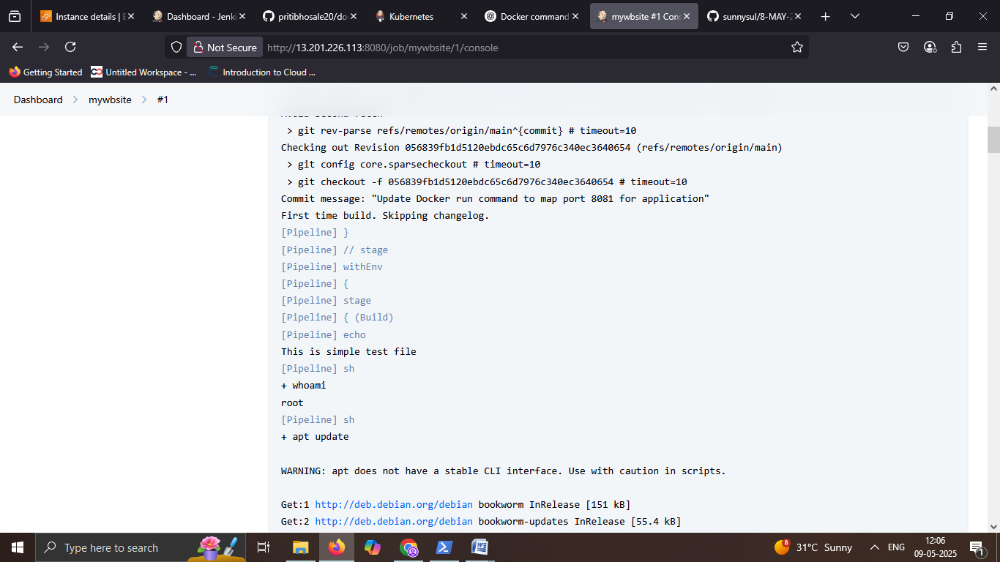 Instance details | E
Dashboard - Jenki
pritibhosale20/do
Kubernetes
Docker command
mywbsite #1 Cons
sunnysul/8-MAY-2
Not Secure
http://13.201.226.113:8080/job/mywbsite/1/console
Getting Started
Untitled Workspace - ...
Introduction to Cloud ...
Dashboard
mywbsite
#1
> git rev-parse refs/remotes/origin/main^{commit} # timeout=10
Checking out Revision 056839fb1d5120ebdc65c6d7976c340ec3640654 (refs/remotes/origin/main)
> git config core.sparsecheckout # timeout=10
> git checkout -f 056839fb1d5120ebdc65c6d7976c340ec3640654 # timeout=10
Commit message: "Update Docker run command to map port 8081 for application"
First time build. Skipping changelog.
[Pipeline] }
[Pipeline] // stage
[Pipeline] withEnv
[Pipeline] {
[Pipeline] stage
[Pipeline] { (Build)
[Pipeline] echo
This is simple test file
[Pipeline] sh
+ whoami
root
[Pipeline] sh
+ apt update
WARNING: apt does not have a stable CLI interface. Use with caution in scripts.
Get:1 http://deb.debian.org/debian bookworm InRelease [151 kB]
Get:2 http://deb.debian.org/debian bookworm-updates InRelease [55.4 kB]
Type here to search
8
31°C Sunny
ENG
12:06
09-05-2025
1